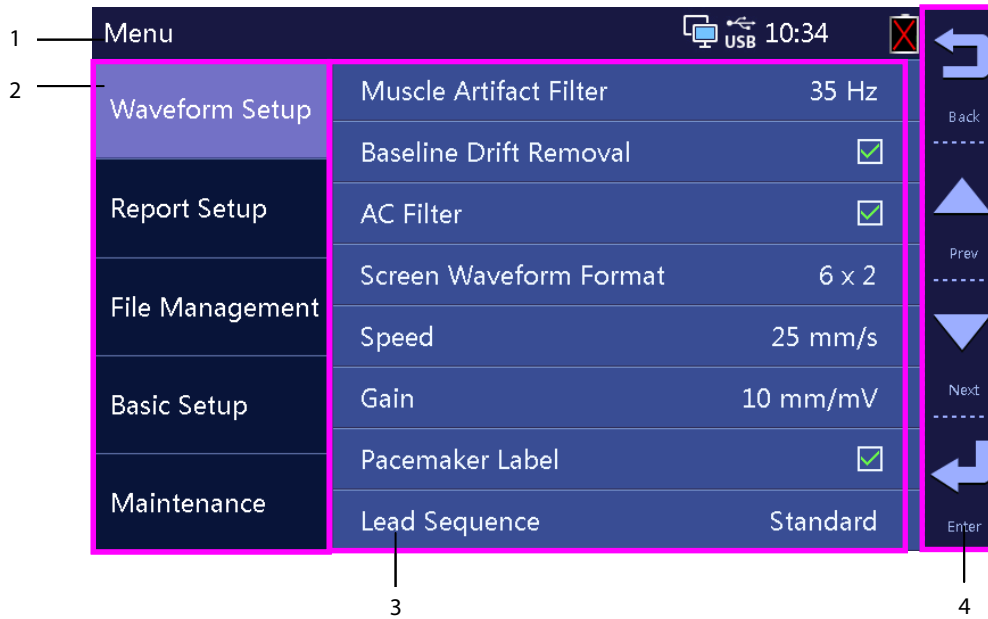 1
Menu
USB 10:34
2
Waveform Setup
Report Setup
File Management
Basic Setup
Maintenance
Muscle Artifact Filter 35 Hz
Baseline Drift Removal
AC Filter
Screen Waveform Format 6 x 2
Speed 25 mm/s
Gain 10 mm/mV
Pacemaker Label
Lead Sequence Standard
Back
Prev
Next
Enter
3
4